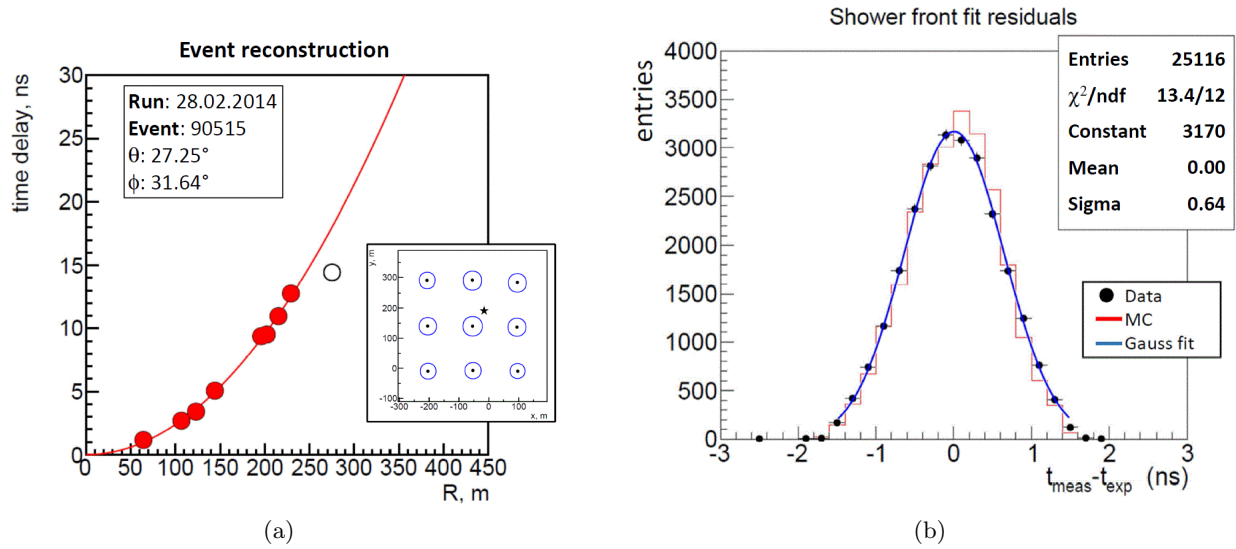 Event reconstruction
time delay, ns
30
25
20
15
10
5
0
Run: 28.02.2014
Event: 90515
θ: 27.25°
ϕ: 31.64°
y, m
300
200
100
0
-100
-300 -200 -100 0 100
x, m
0 50 100 150 200 250 300 350 400 450
R, m
(a)
Shower front fit residuals
entries
4000
3500
3000
2500
2000
1500
1000
500
0
Entries 25116
χ²/ndf 13.4/12
Constant 3170
Mean 0.00
Sigma 0.64
Data
MC
Gauss fit
-3 -2 -1 0 1 2 3
t_meas-t_exp (ns)
(b)